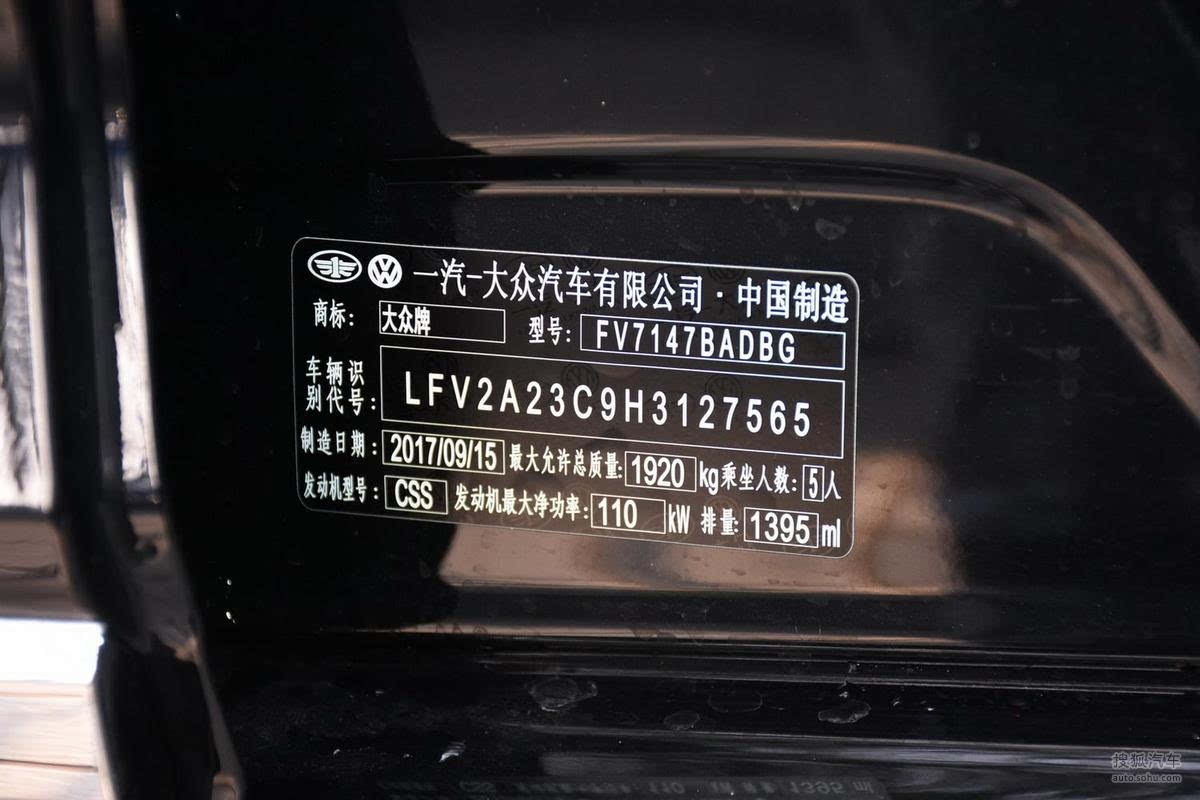 一汽-大众汽车有限公司·中国制造
商标: 大众牌 型号: FV7147BADBG
车辆识别代号: LFV2A23C9H3127565
制造日期: 2017/09/15 最大允许总质量: 1920 kg 乘坐人数: 5 人
发动机型号: CSS 发动机最大净功率: 110 kW 排量: 1395 ml
搜狐汽车
auto.sohu.com